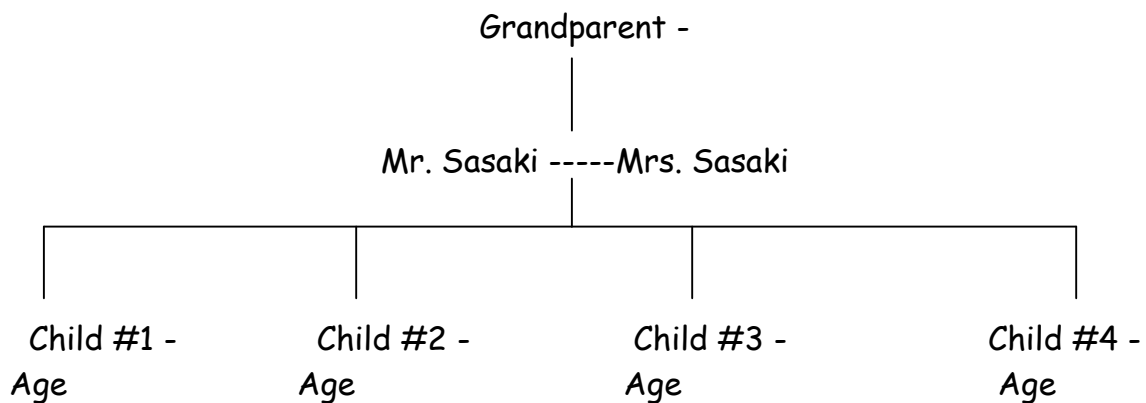 Grandparent -
Mr. Sasaki -----Mrs. Sasaki
Child #1 - Child #2 - Child #3 - Child #4 -
Age Age Age Age